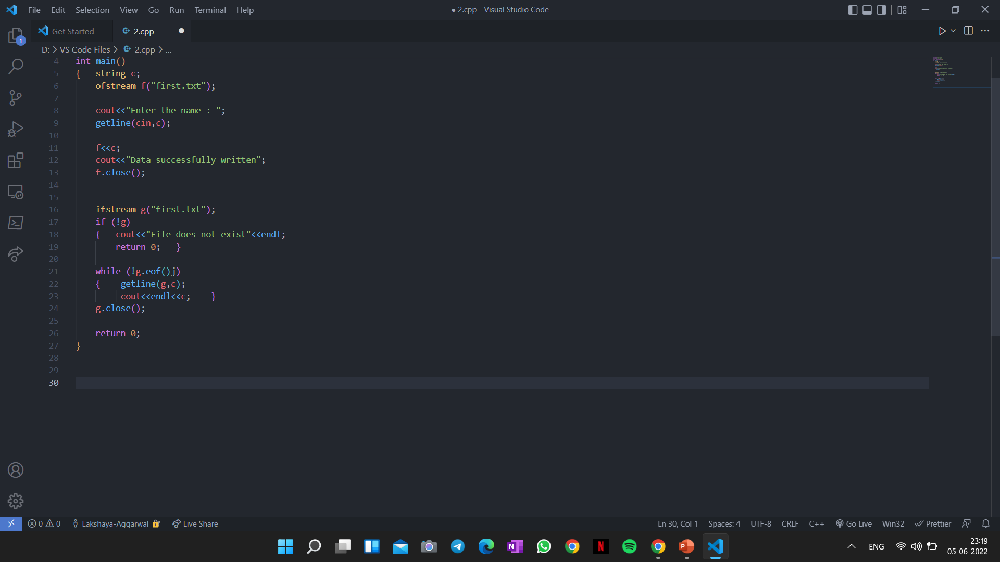 File Edit Selection View Go Run Terminal Help
● 2.cpp - Visual Studio Code
Get Started
2.cpp
1
D: > VS Code Files > 2.cpp > ...
4 int main()
5 { string c;
6 ofstream f("first.txt");
7
8 cout<<"Enter the name : ";
9 getline(cin,c);
10
11 f<<c;
12 cout<<"Data successfully written";
13 f.close();
14
15
16 ifstream g("first.txt");
17 if (!g)
18 { cout<<"File does not exist"<<endl;
19 return 0; }
20
21 while (!g.eof()j)
22 { getline(g,c);
23 cout<<endl<<c; }
24 g.close();
25
26 return 0;
27 }
28
29
30
0 0 Lakshaya-Aggarwal Live Share
Ln 30, Col 1 Spaces: 4 UTF-8 CRLF C++ Go Live Win32 Prettier
N N P
ENG
23:19
05-06-2022